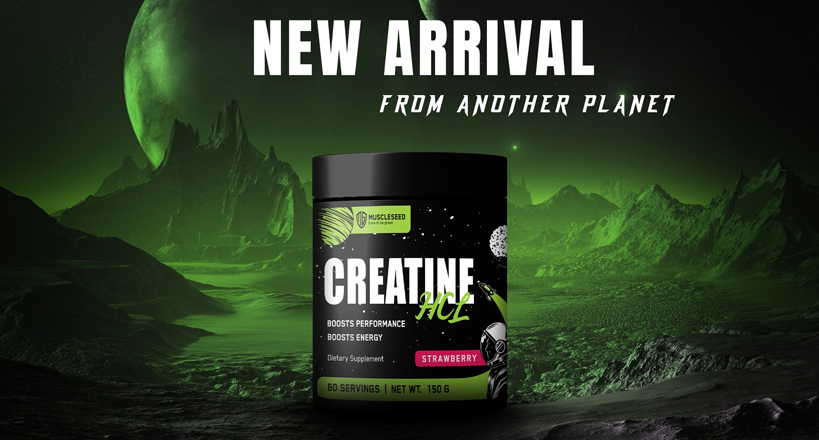 NEW ARRIVAL
FROM ANOTHER PLANET
MUSCLESEED
CREATINE
HCL
BOOSTS PERFORMANCE
BOOSTS ENERGY
Dietary Supplement
STRAWBERRY
60 SERVINGS | NET WT. 150 G